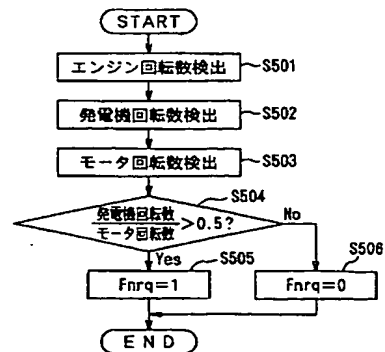 START
エンジン回転数検出
S501
発電機回転数検出
S502
モータ回転数検出
S503
S504
発電機回転数
モータ回転数
>0.5?
No
Yes
S505
S506
Fnrq=1
Fnrq=0
END